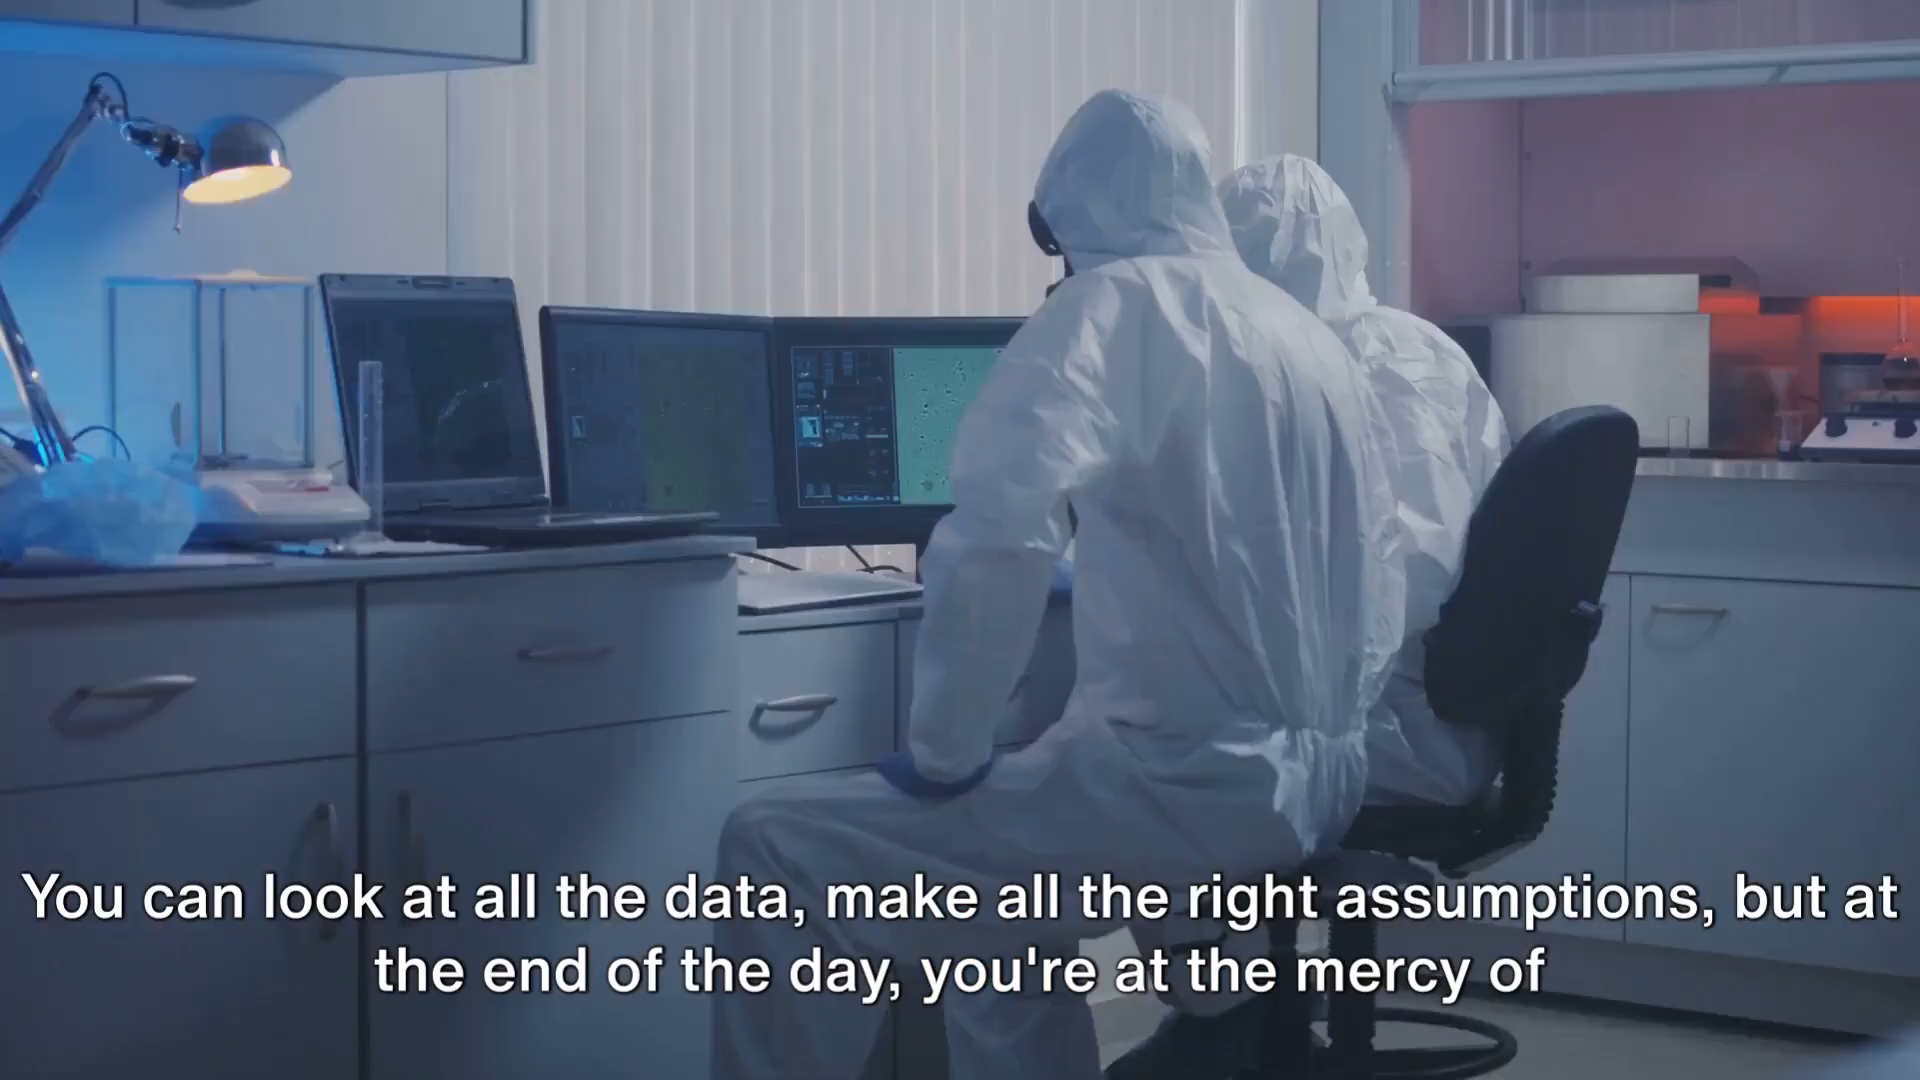 You can look at all the data, make all the right assumptions, but at
the end of the day, you're at the mercy of